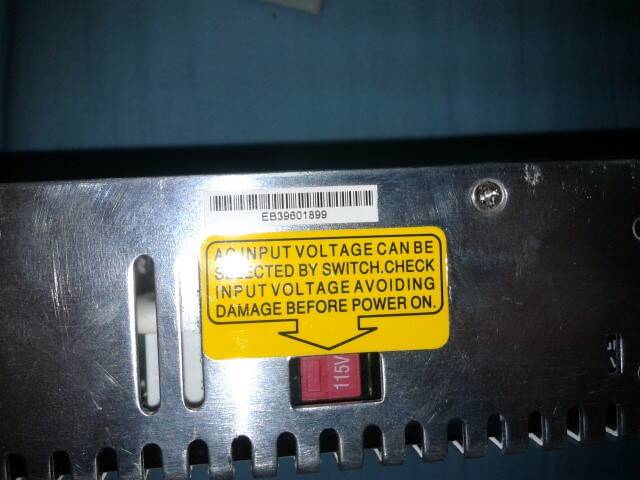 EB39601899
AC INPUT VOLTAGE CAN BE
SELECTED BY SWITCH.CHECK
INPUT VOLTAGE AVOIDING
DAMAGE BEFORE POWER ON.
115V